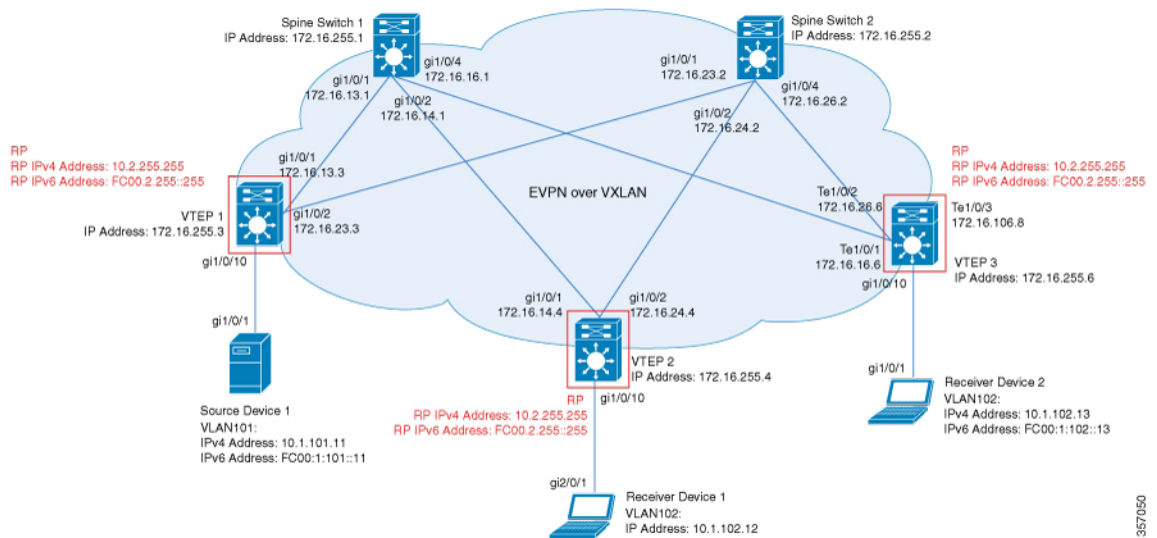 Spine Switch 1
IP Address: 172.16.255.1
Spine Switch 2
IP Address: 172.16.255.2
gi1/0/4
172.16.16.1
gi1/0/1
172.16.13.1
gi1/0/2
172.16.14.1
gi1/0/1
172.16.23.2
gi1/0/4
172.16.26.2
gi1/0/2
172.16.24.2
RP
RP IPv4 Address: 10.2.255.255
RP IPv6 Address: FC00.2.255::255
gi1/0/1
172.16.13.3
VTEP 1
IP Address: 172.16.255.3
gi1/0/2
172.16.23.3
gi1/0/10
EVPN over VXLAN
RP
RP IPv4 Address: 10.2.255.255
RP IPv6 Address: FC00.2.255::255
Te1/0/2
172.16.26.6
Te1/0/3
172.16.106.8
Te1/0/1
172.16.16.6
VTEP 3
IP Address: 172.16.255.6
gi1/0/10
gi1/0/1
172.16.14.4
gi1/0/2
172.16.24.4
VTEP 2
IP Address: 172.16.255.4
gi1/0/10
RP
RP IPv4 Address: 10.2.255.255
RP IPv6 Address: FC00.2.255::255
gi1/0/1
Source Device 1
VLAN101:
IPv4 Address: 10.1.101.11
IPv6 Address: FC00:1:101::11
gi1/0/1
Receiver Device 2
VLAN102:
IPv4 Address: 10.1.102.13
IPv6 Address: FC00:1:102::13
gi2/0/1
Receiver Device 1
VLAN102:
IP Address: 10.1.102.12
357050